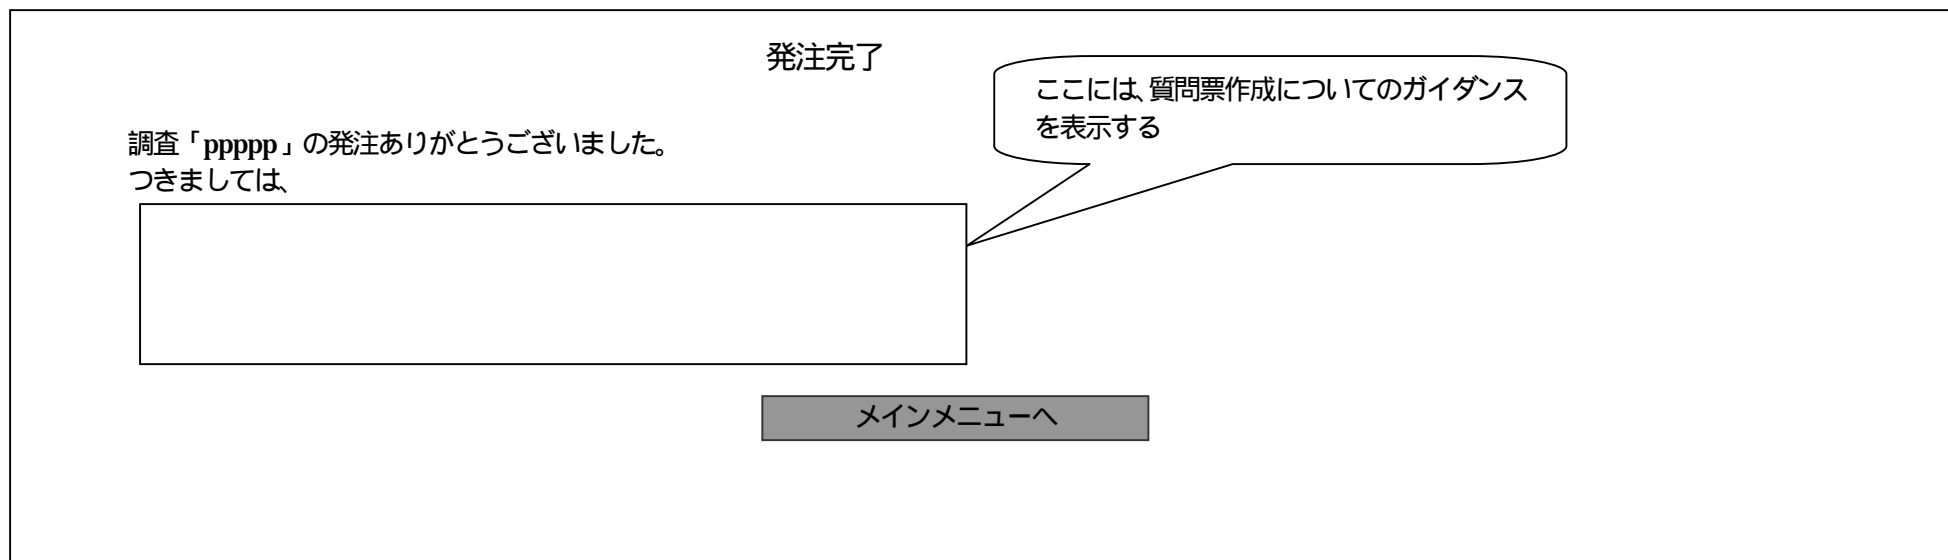 発注完了
ここには、質問票作成についてのガイダンス
を表示する
調査「ppppp」の発注ありがとうございました。
つきましては、
メインメニューへ